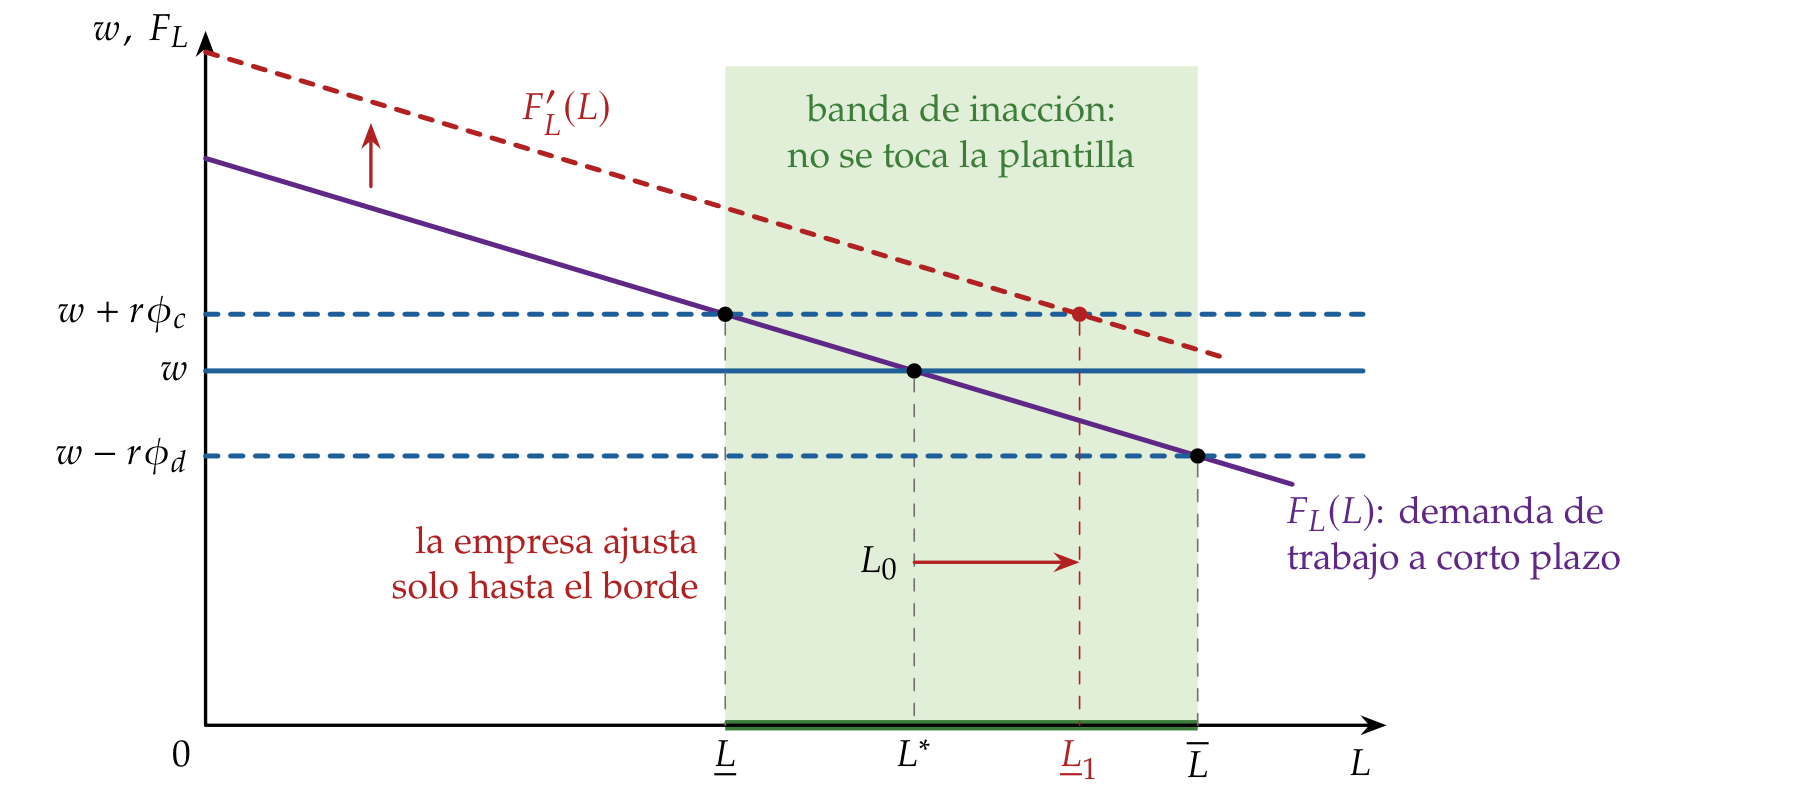 w, F_L
F′_L(L)
banda de inacción:
no se toca la plantilla
w + rϕ_c
w
w − rϕ_d
F_L(L): demanda de
trabajo a corto plazo
la empresa ajusta
solo hasta el borde
L_0
0
L̲
L*
L̲_1
L̅
L